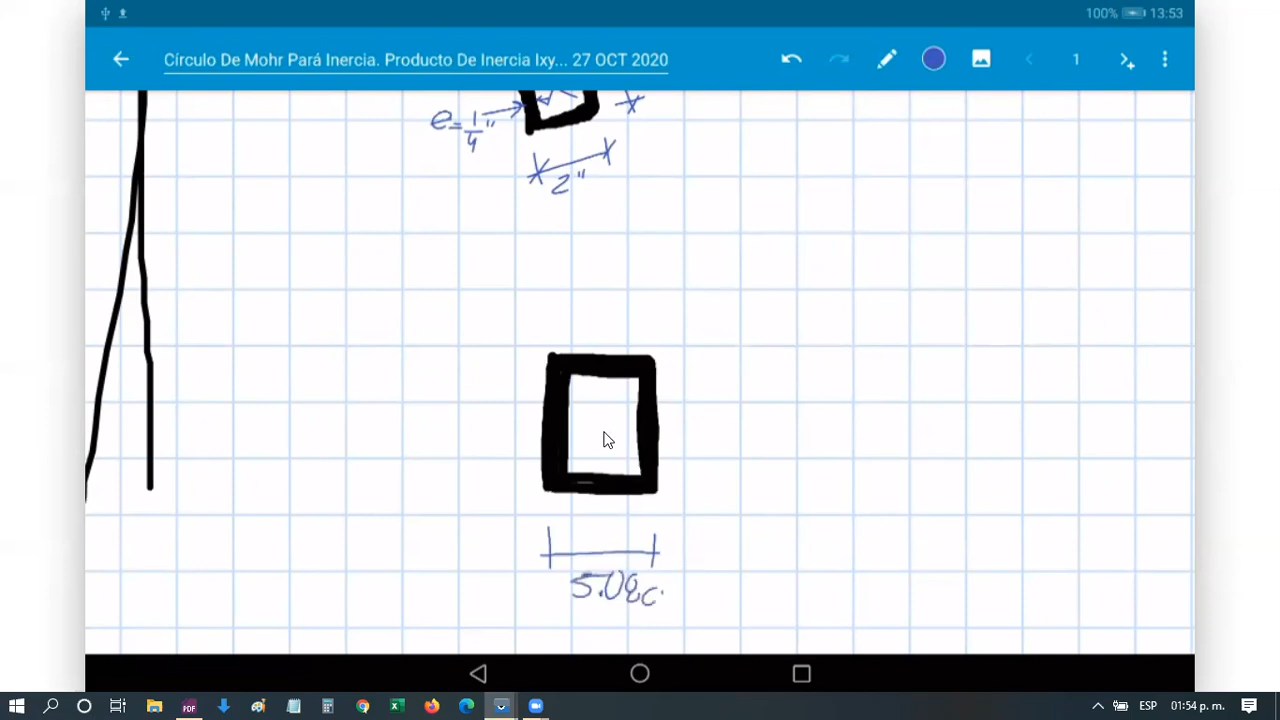 100% 13:53
Círculo De Mohr Pará Inercia. Producto De Inercia Ixy... 27 OCT 2020 1
e=1/4"
2"
5.08c
PDF
ESP 01:54 p. m.